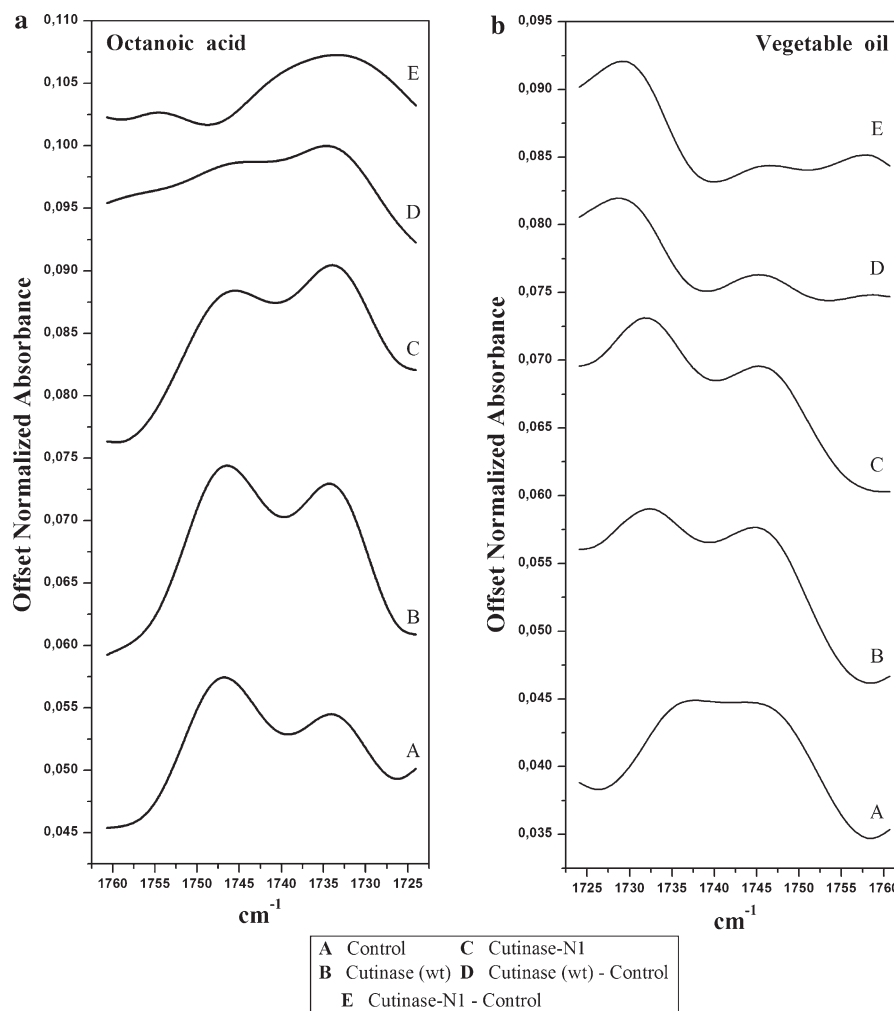 a
Octanoic acid
0,110
0,105
0,100
0,095
0,090
0,085
0,080
0,075
0,070
0,065
0,060
0,055
0,050
0,045
Offset Normalized Absorbance
E
D
C
B
A
1760 1755 1750 1745 1740 1735 1730 1725
cm-1
b
Vegetable oil
0,095
0,090
0,085
0,080
0,075
0,070
0,065
0,060
0,055
0,050
0,045
0,040
0,035
Offset Normalized Absorbance
E
D
C
B
A
1725 1730 1735 1740 1745 1750 1755 1760
cm-1
A Control C Cutinase-N1
B Cutinase (wt) D Cutinase (wt) - Control
E Cutinase-N1 - Control